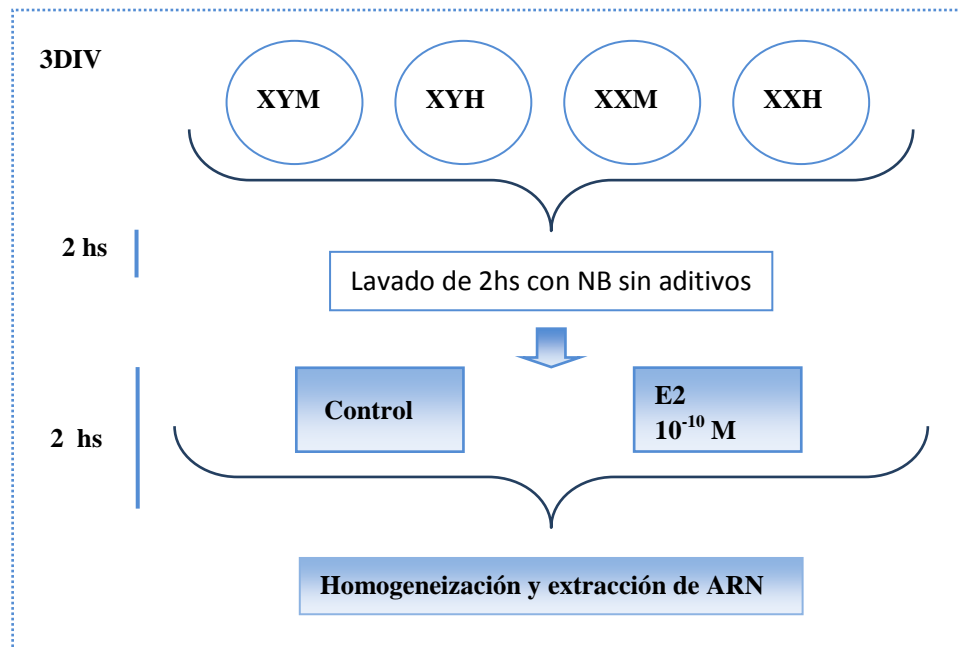 3DIV
XYM XYH XXM XXH
2 hs
Lavado de 2hs con NB sin aditivos
Control
E2
10⁻¹⁰ M
2 hs
Homogeneización y extracción de ARN